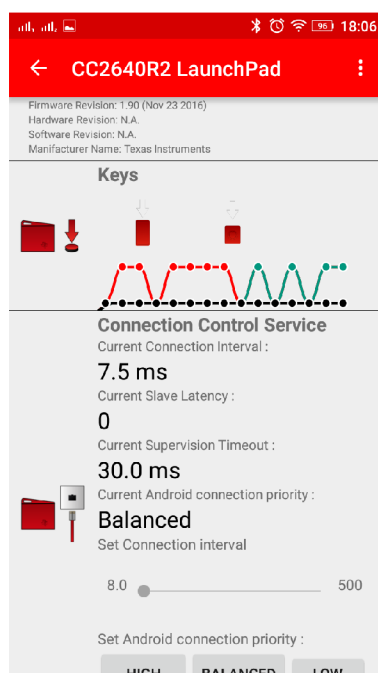 96 18:06
CC2640R2 LaunchPad
Firmware Revision: 1.90 (Nov 23 2016)
Hardware Revision: N.A.
Software Revision: N.A.
Manifacturer Name: Texas Instruments
Keys
Connection Control Service
Current Connection Interval :
7.5 ms
Current Slave Latency :
0
Current Supervision Timeout :
30.0 ms
Current Android connection priority :
Balanced
Set Connection interval
8.0 500
Set Android connection priority :
HIGH BALANCED LOW